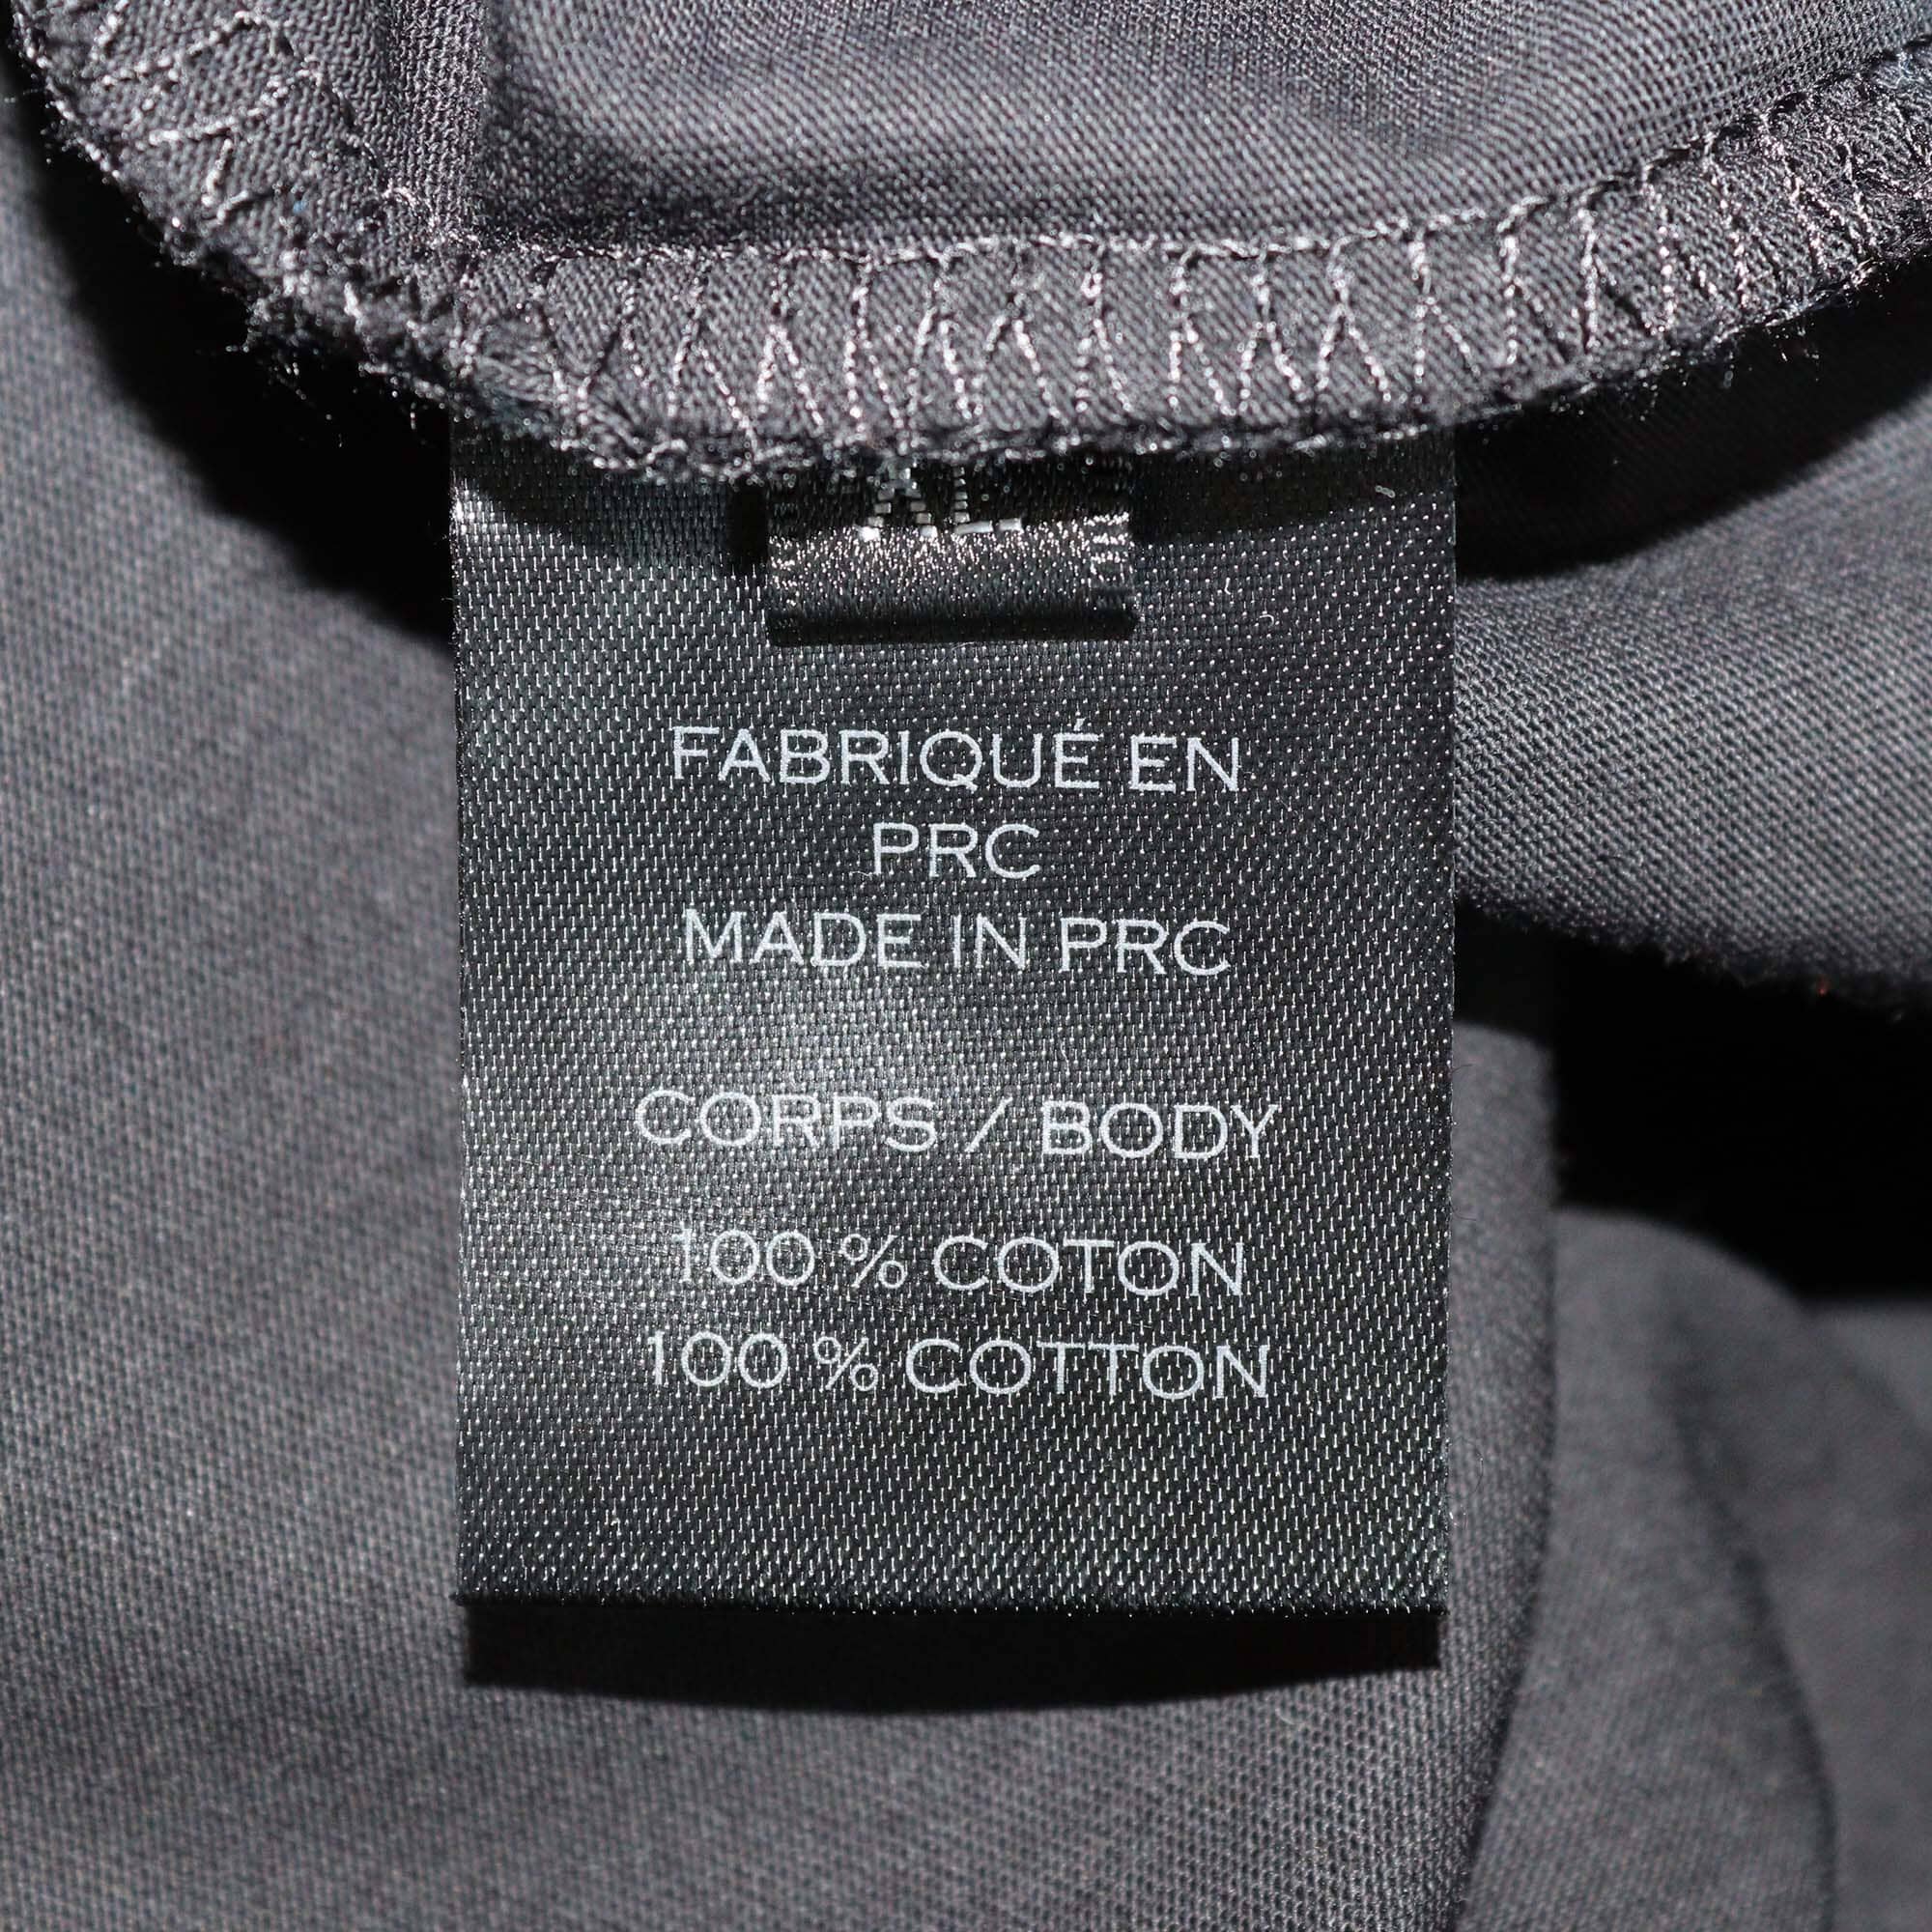 FABRIQUÉ EN
PRC
MADE IN PRC
CORPS / BODY
100 % COTON
100 % COTTON